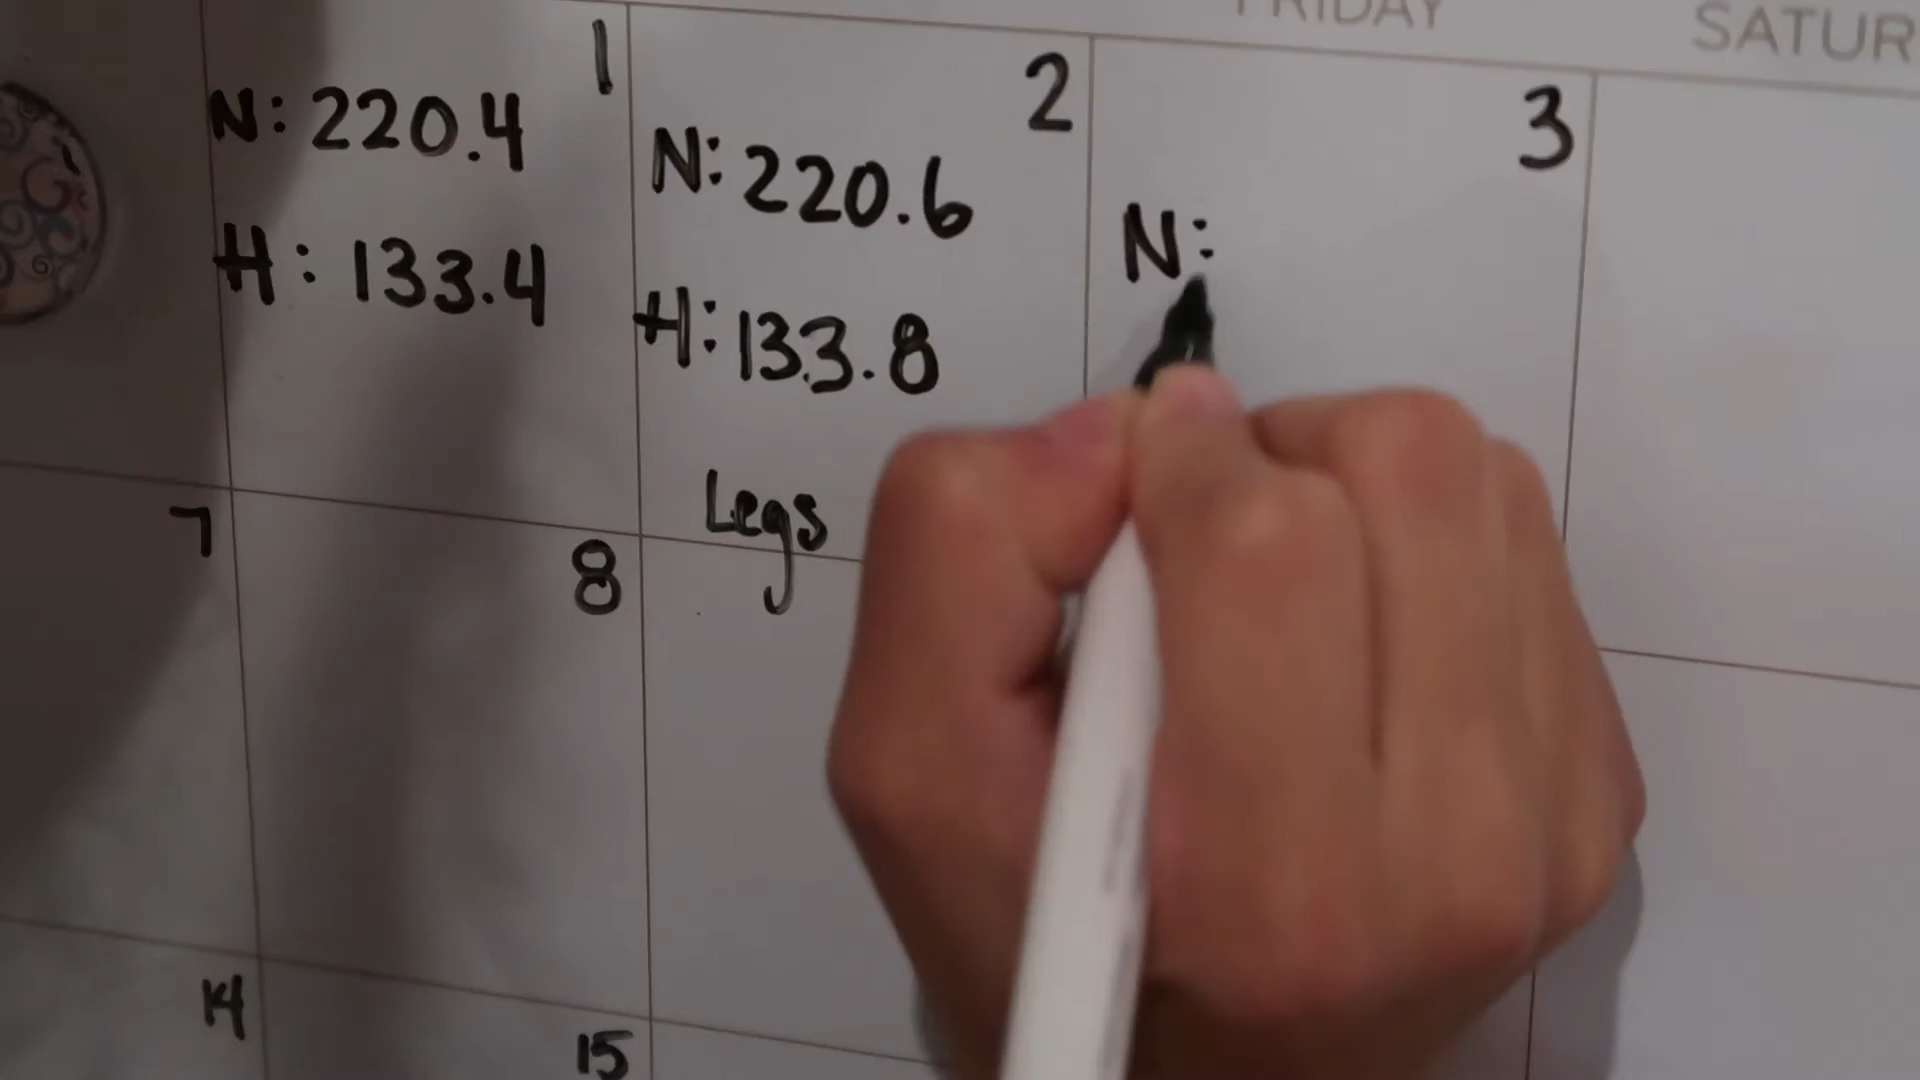 FRIDAY
SATUR
1
N: 220.4
H: 133.4
2
N: 220.6
H: 133.8
Legs
3
N:
7
8
14
15